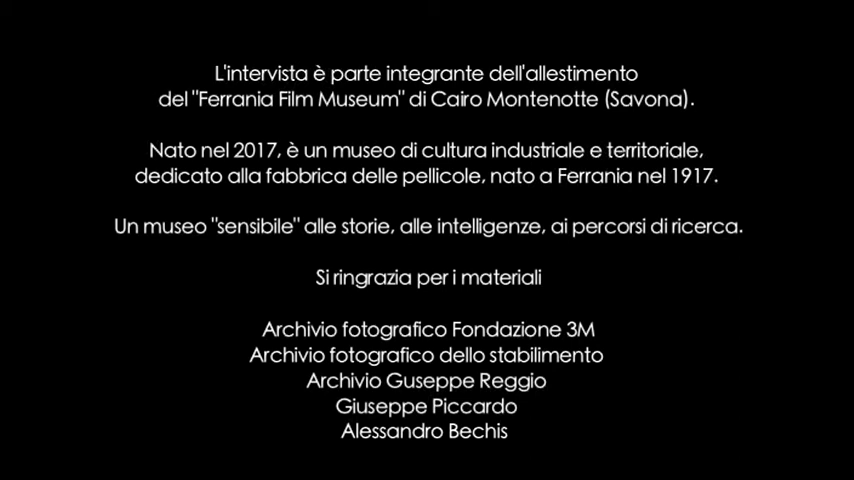 L'intervista è parte integrante dell'allestimento
del "Ferrania Film Museum" di Cairo Montenotte (Savona).
Nato nel 2017, è un museo di cultura industriale e territoriale,
dedicato alla fabbrica delle pellicole, nato a Ferrania nel 1917.
Un museo "sensibile" alle storie, alle intelligenze, ai percorsi di ricerca.
Si ringrazia per i materiali
Archivio fotografico Fondazione 3M
Archivio fotografico dello stabilimento
Archivio Guseppe Reggio
Giuseppe Piccardo
Alessandro Bechis